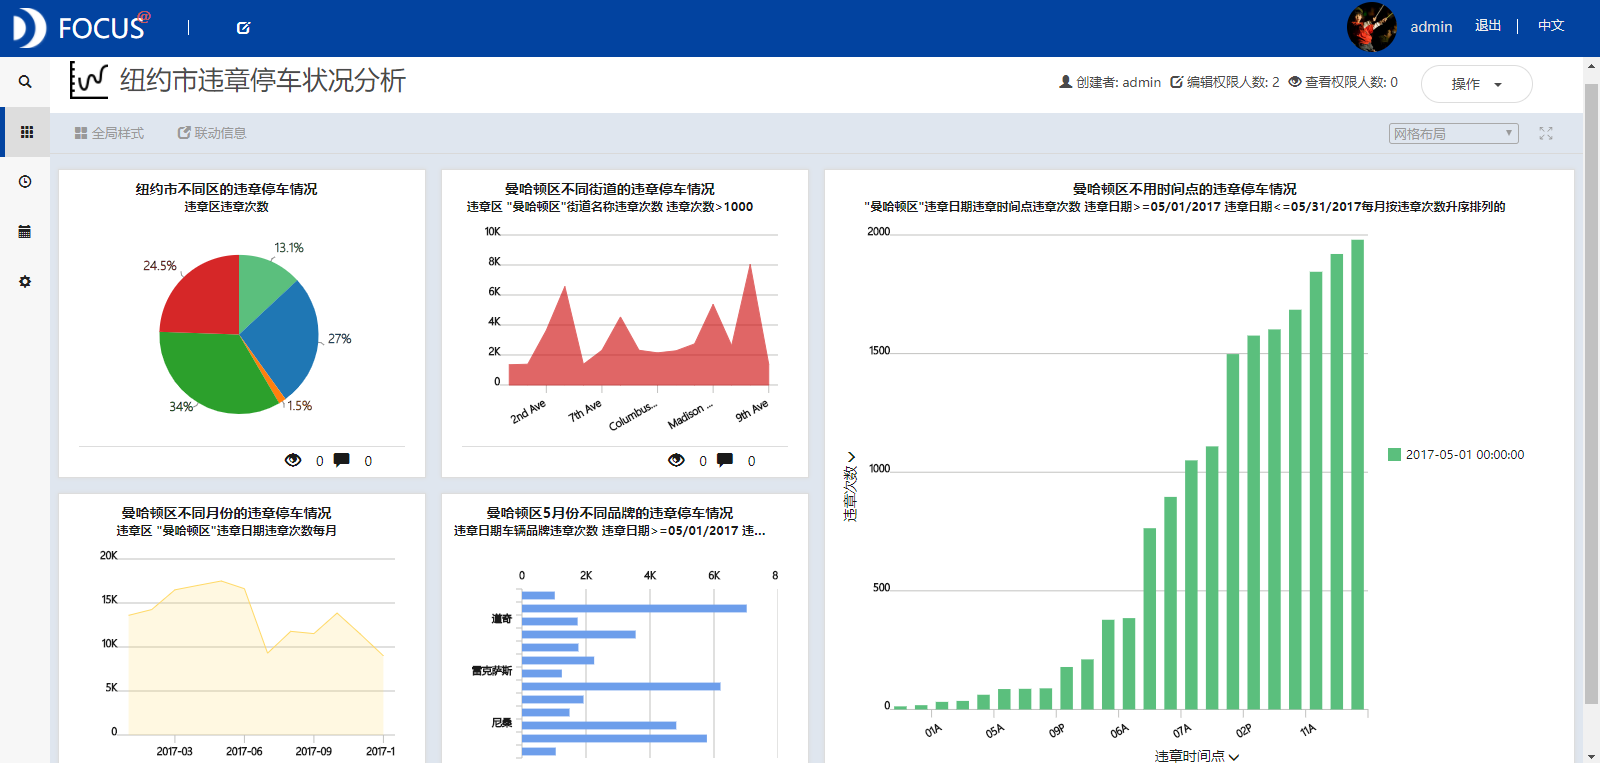 FOCUS@
admin 退出 | 中文
纽约市违章停车状况分析
创建者: admin 编辑权限人数: 2 查看权限人数: 0
操作
全局样式 联动信息
网格布局
纽约市不同区的违章停车情况
违章区违章次数
13.1%
24.5%
27%
34%
1.5%
0 0
曼哈顿区不同街道的违章停车情况
违章区 "曼哈顿区"街道名称违章次数 违章次数>1000
10K
8K
6K
4K
2K
0
2nd Ave 7th Ave Columbus... Madison ... 9th Ave
0 0
曼哈顿区不用时间点的违章停车情况
"曼哈顿区"违章日期违章时间点违章次数 违章日期>=05/01/2017 违章日期<=05/31/2017每月按违章次数升序排列的
2000
1500
1000
500
0
违章次数
01A 05A 09P 06A 07A 02P 11A
违章时间点
2017-05-01 00:00:00
曼哈顿区不同月份的违章停车情况
违章区 "曼哈顿区"违章日期违章次数每月
20K
15K
10K
5K
0
2017-03 2017-06 2017-09 2017-1
曼哈顿区5月份不同品牌的违章停车情况
违章日期车辆品牌违章次数 违章日期>=05/01/2017 违...
0 2K 4K 6K 8
道奇
雷克萨斯
尼桑